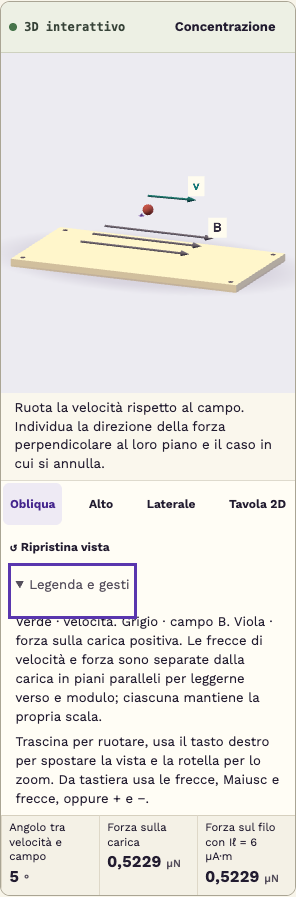 3D interattivo Concentrazione
v
B
Ruota la velocità rispetto al campo.
Individua la direzione della forza
perpendicolare al loro piano e il caso in
cui si annulla.
Obliqua Alto Laterale Tavola 2D
↺ Ripristina vista
▼ Legenda e gesti
Verde · velocità. Grigio · campo B. Viola ·
forza sulla carica positiva. Le frecce di
velocità e forza sono separate dalla
carica in piani paralleli per leggerne
verso e modulo; ciascuna mantiene la
propria scala.
Trascina per ruotare, usa il tasto destro
per spostare la vista e la rotella per lo
zoom. Da tastiera usa le frecce, Maiusc e
frecce, oppure + e −.
Angolo tra
velocità e
campo
5 °
Forza sulla
carica
0,5229 μN
Forza sul filo
con Iℓ = 6
μA·m
0,5229 μN